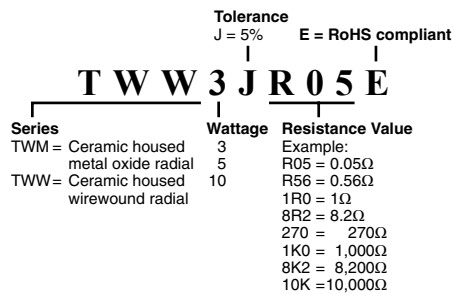 Tolerance
J = 5%
E = RoHS compliant
T W W 3 J R 0 5 E
Series
TWM = Ceramic housed
metal oxide radial
TWW = Ceramic housed
wirewound radial
Wattage
3
5
10
Resistance Value
Example:
R05 = 0.05Ω
R56 = 0.56Ω
1R0 = 1Ω
8R2 = 8.2Ω
270 = 270Ω
1K0 = 1,000Ω
8K2 = 8,200Ω
10K =10,000Ω